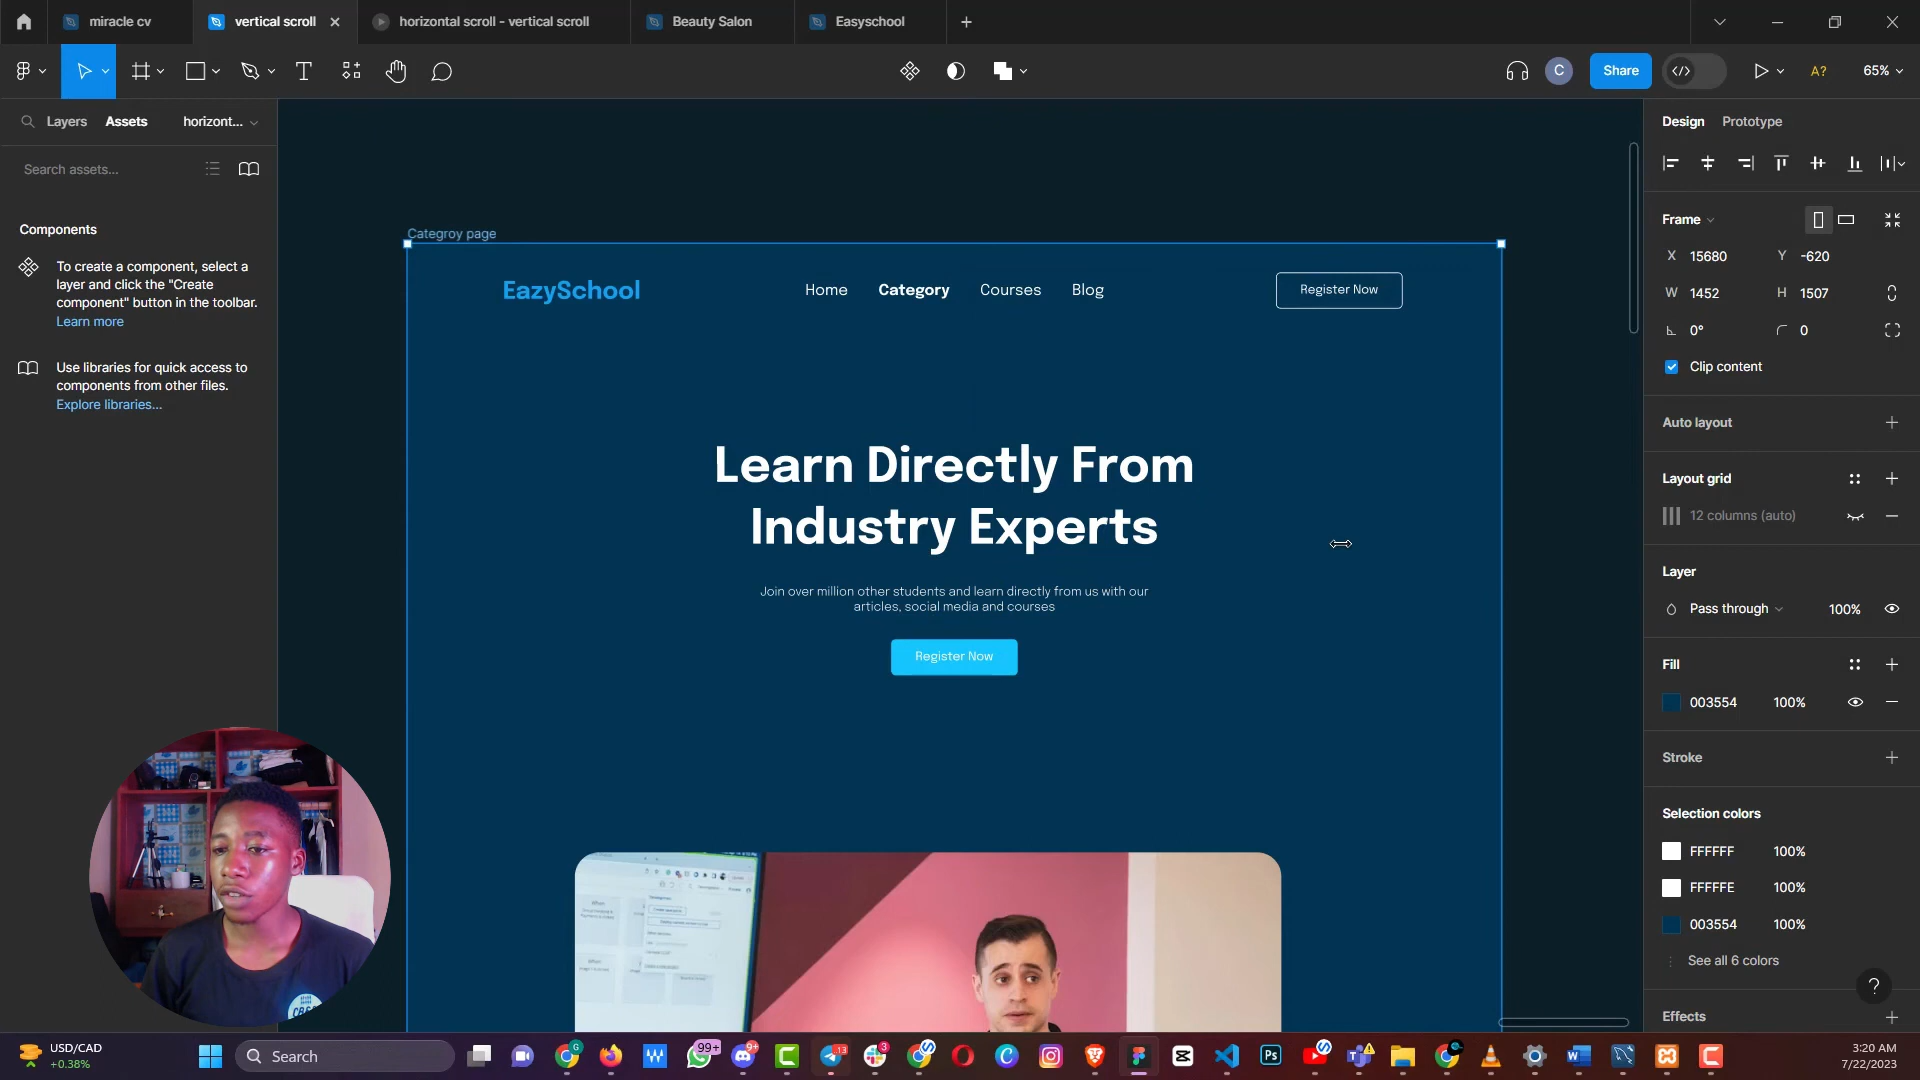 miracle cv
vertical scroll
horizontal scroll - vertical scroll
Beauty Salon
Easyschool
C
Share
A?
65%
Layers
Assets
horizont...
Search assets...
Components
To create a component, select a
layer and click the "Create
component" button in the toolbar.
Learn more
Use libraries for quick access to
components from other files.
Explore libraries...
Categroy page
EazySchool
Home
Category
Courses
Blog
Register Now
Learn Directly From
Industry Experts
Join over million other students and learn directly from us with our
articles, social media and courses
Register Now
Design
Prototype
Frame
X 15680
Y -620
W 1452
H 1507
0°
0
Clip content
Auto layout
Layout grid
12 columns (auto)
Layer
Pass through
100%
Fill
003554
100%
Stroke
Selection colors
FFFFFF
100%
FFFFFE
100%
003554
100%
See all 6 colors
?
Effects
USD/CAD
+0.38%
Search
99+
9+
13
3
Ps
3:20 AM
7/22/2023